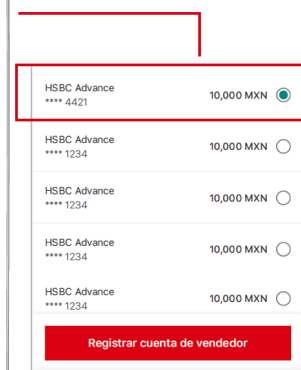 HSBC Advance
**** 4421
10,000 MXN
HSBC Advance
**** 1234
10,000 MXN
HSBC Advance
**** 1234
10,000 MXN
HSBC Advance
**** 1234
10,000 MXN
HSBC Advance
**** 1234
10,000 MXN
Registrar cuenta de vendedor